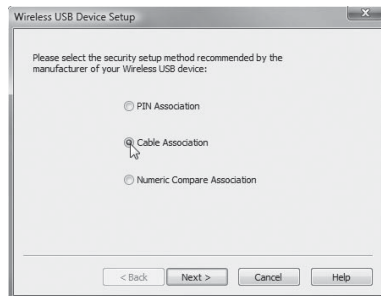 Wireless USB Device Setup
Please select the security setup method recommended by the
manufacturer of your Wireless USB device:
PIN Association
Cable Association
Numeric Compare Association
< Back Next > Cancel Help